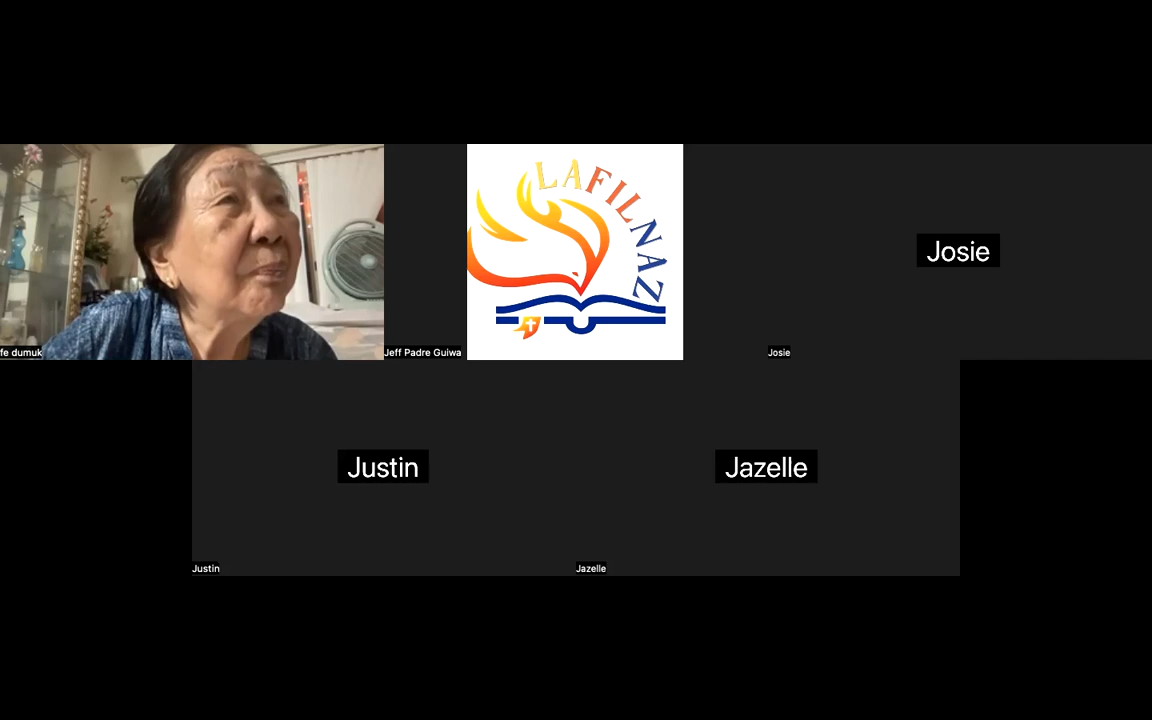 LAFILNAZ
Josie
fe dumuk
Jeff Padre Guiwa
Josie
Justin
Jazelle
Justin
Jazelle